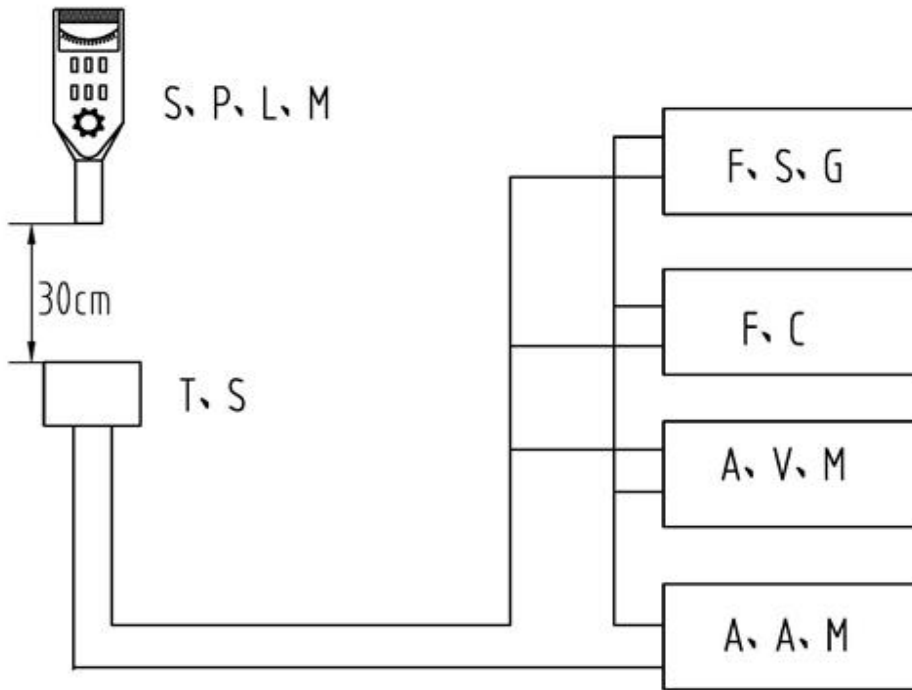 S、P、L、M
F、S、G
30cm
F、C
T、S
A、V、M
A、A、M